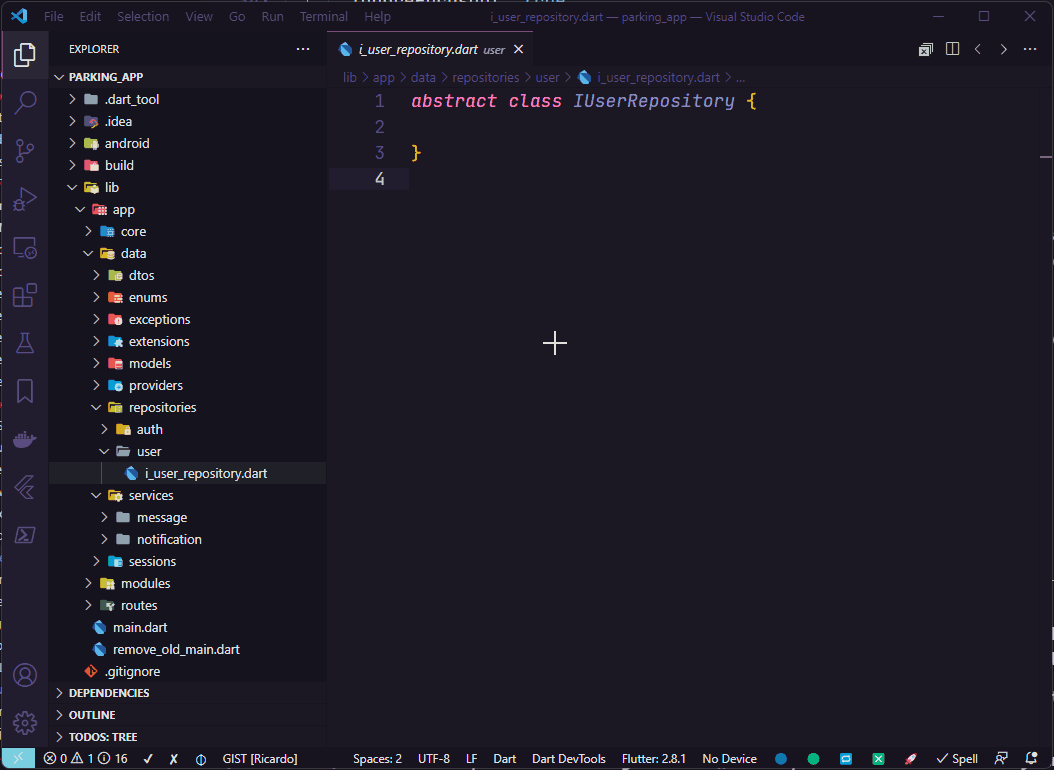 File Edit Selection View Go Run Terminal Help i_user_repository.dart — parking_app — Visual Studio Code
EXPLORER
i_user_repository.dart user
PARKING_APP
lib > app > data > repositories > user > i_user_repository.dart > ...
.dart_tool
.idea
android
build
lib
app
core
data
dtos
enums
exceptions
extensions
models
providers
repositories
auth
user
i_user_repository.dart
services
message
notification
sessions
modules
routes
main.dart
remove_old_main.dart
.gitignore
DEPENDENCIES
OUTLINE
TODOS: TREE
1 abstract class IUserRepository {
2
3 }
4
0 1 16 GIST [Ricardo] Spaces: 2 UTF-8 LF Dart Dart DevTools Flutter: 2.8.1 No Device Spell